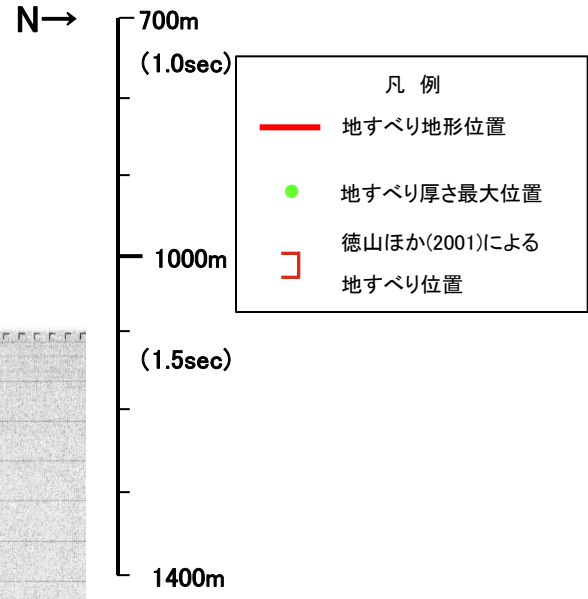 N→
700m
(1.0sec)
凡 例
地すべり地形位置
地すべり厚さ最大位置
徳山ほか(2001)による
地すべり位置
1000m
(1.5sec)
1400m